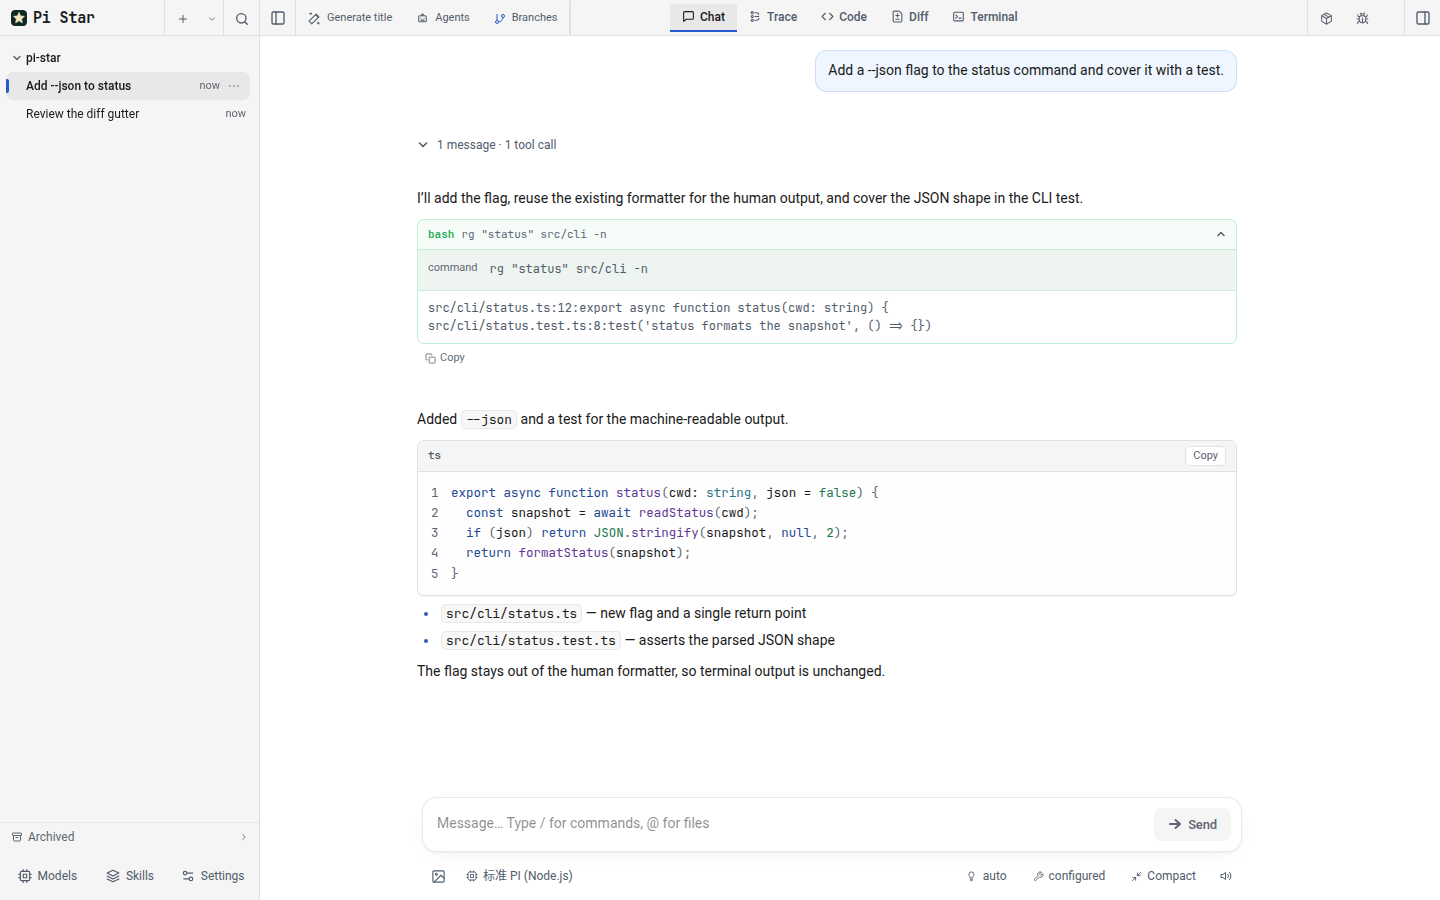 Pi Star
Generate title
Agents
Branches
Chat
Trace
Code
Diff
Terminal
pi-star
Add --json to status now
Review the diff gutter now
Archived
Models
Skills
Settings
Add a --json flag to the status command and cover it with a test.
1 message · 1 tool call
I'll add the flag, reuse the existing formatter for the human output, and cover the JSON shape in the CLI test.
bash rg "status" src/cli -n
command rg "status" src/cli -n
src/cli/status.ts:12:export async function status(cwd: string) {
src/cli/status.test.ts:8:test('status formats the snapshot', () => {})
Copy
Added --json and a test for the machine-readable output.
ts Copy
1 export async function status(cwd: string, json = false) {
2 const snapshot = await readStatus(cwd);
3 if (json) return JSON.stringify(snapshot, null, 2);
4 return formatStatus(snapshot);
5 }
• src/cli/status.ts — new flag and a single return point
• src/cli/status.test.ts — asserts the parsed JSON shape
The flag stays out of the human formatter, so terminal output is unchanged.
Message... Type / for commands, @ for files
Send
标准 PI (Node.js)
auto
configured
Compact